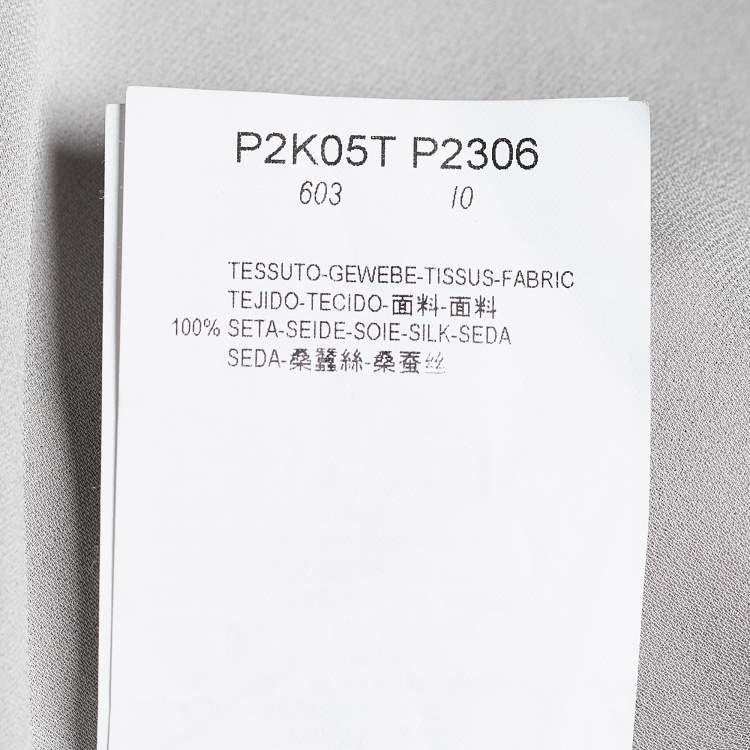 P2K05T P2306
603 10
TESSUTO-GEWEBE-TISSUS-FABRIC
TEJIDO-TECIDO-面料-面料
100% SETA-SEIDE-SOIE-SILK-SEDA
SEDA-桑蠶絲-桑蚕丝